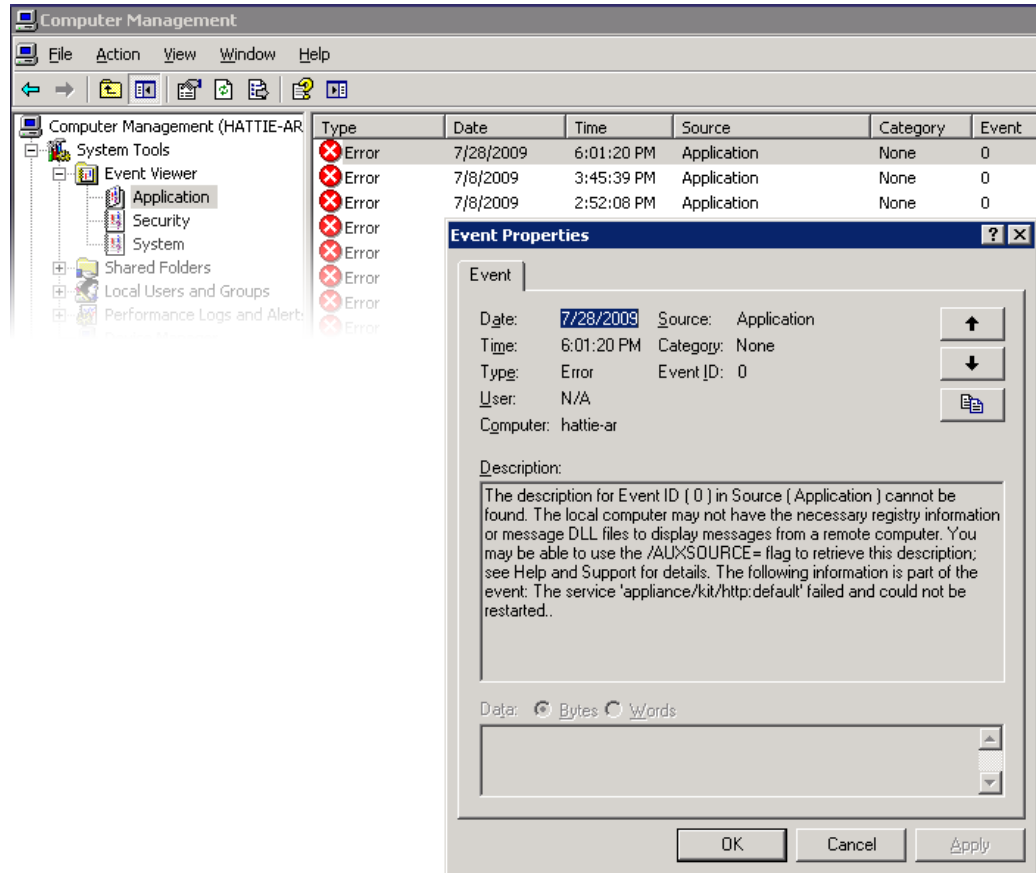 Computer Management
File Action View Window Help
Computer Management (HATTIE-AR
System Tools
Event Viewer
Application
Security
System
Shared Folders
Local Users and Groups
Performance Logs and Alert
Type Date Time Source Category Event
Error 7/28/2009 6:01:20 PM Application None 0
Error 7/8/2009 3:45:39 PM Application None 0
Error 7/8/2009 2:52:08 PM Application None 0
Error
Error
Error
Error
Error
Event Properties
Event
Date: 7/28/2009 Source: Application
Time: 6:01:20 PM Category: None
Type: Error Event ID: 0
User: N/A
Computer: hattie-ar
Description:
The description for Event ID ( 0 ) in Source ( Application ) cannot be
found. The local computer may not have the necessary registry information
or message DLL files to display messages from a remote computer. You
may be able to use the /AUXSOURCE= flag to retrieve this description;
see Help and Support for details. The following information is part of the
event: The service 'appliance/kit/http:default' failed and could not be
restarted..
Data: Bytes Words
OK Cancel Apply